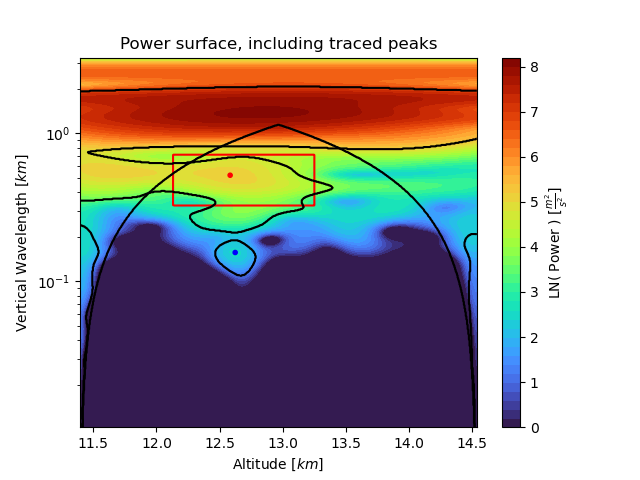 Power surface, including traced peaks
Vertical Wavelength [km]
10⁰
10⁻¹
11.5 12.0 12.5 13.0 13.5 14.0 14.5
Altitude [km]
8
7
6
5
4
3
2
1
0
LN( Power ) [m²/s²]